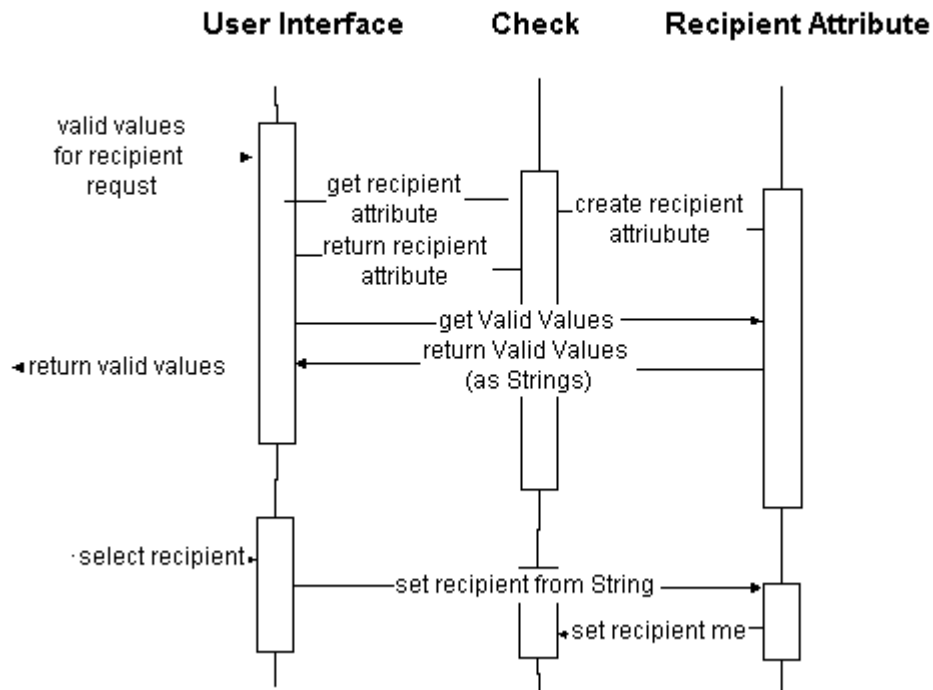 User Interface Check Recipient Attribute
valid values
for recipient
requst
get recipient
attribute
create recipient
attriubute
return recipient
attribute
get Valid Values
return Valid Values
(as Strings)
return valid values
select recipient
set recipient from String
set recipient me